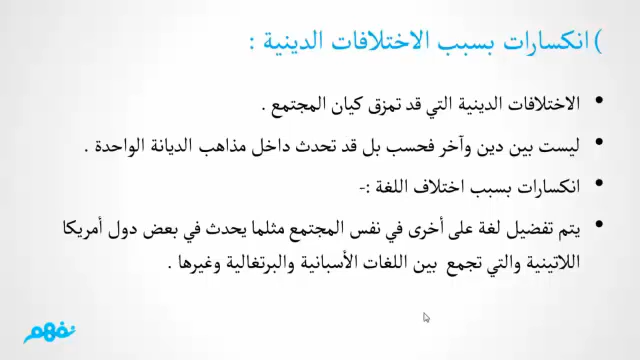 ) انكسارات بسبب الاختلافات الدينية :
• الاختلافات الدينية التي قد تمزق كيان المجتمع .
• ليست بين دين وآخر فحسب بل قد تحدث داخل مذاهب الديانة الواحدة .
• انكسارات بسبب اختلاف اللغة :-
• يتم تفضيل لغة على أخرى في نفس المجتمع مثلما يحدث في بعض دول أمريكا
اللاتينية والتي تجمع بين اللغات الأسبانية والبرتغالية وغيرها .
نفهم